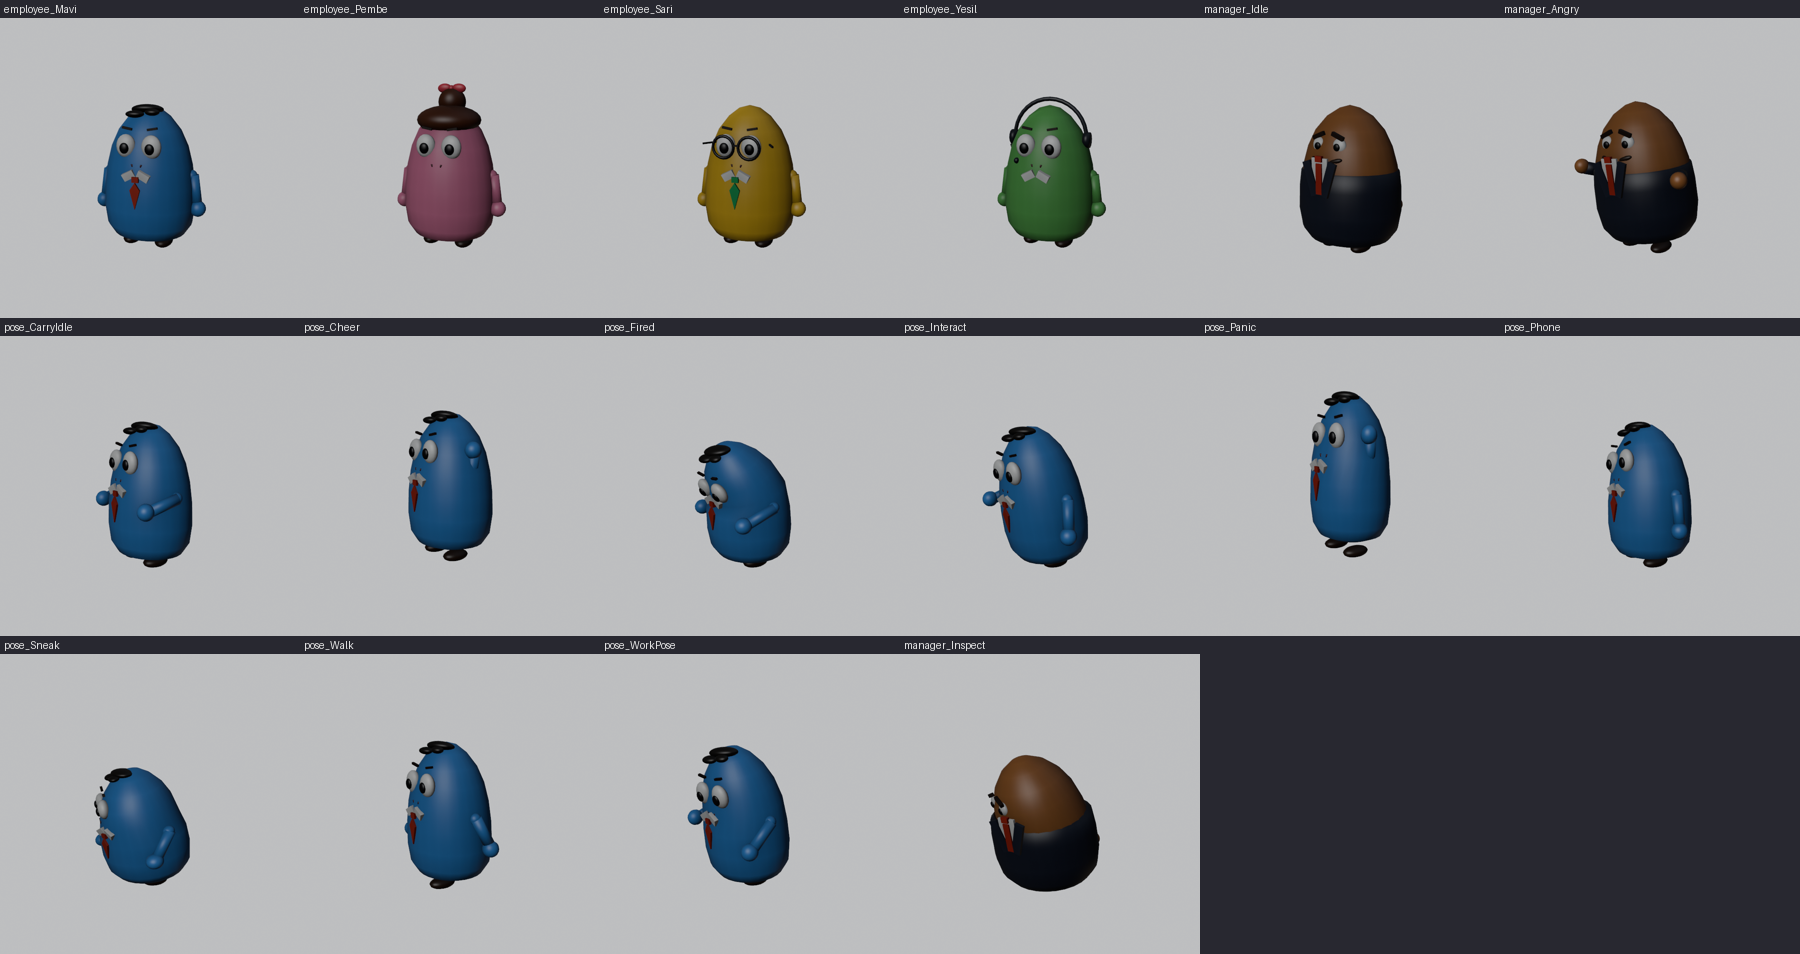 employee_Mavi
employee_Pembe
employee_Sari
employee_Yesil
manager_Idle
manager_Angry
pose_CarryIdle
pose_Cheer
pose_Fired
pose_Interact
pose_Panic
pose_Phone
pose_Sneak
pose_Walk
pose_WorkPose
manager_Inspect